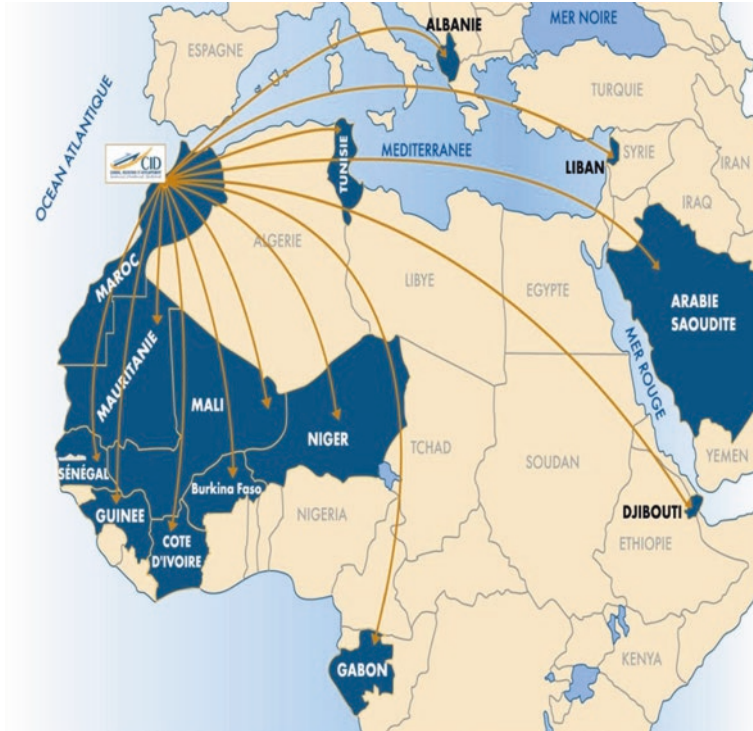 ALBANIE
MER NOIRE
ESPAGNE
TURQUIE
OCEAN ATLANTIQUE
CID
MEDITERRANEE
TUNISIE
LIBAN
SYRIE
IRAN
IRAQ
ALGERIE
LIBYE
EGYPTE
MAROC
ARABIE
SAOUDITE
MER ROUGE
MAURITANIE
MALI
NIGER
TCHAD
SOUDAN
YEMEN
SÉNÉGAL
Burkina Faso
GUINEE
NIGERIA
DJIBOUTI
COTE
D'IVOIRE
ETHIOPIE
GABON
KENYA